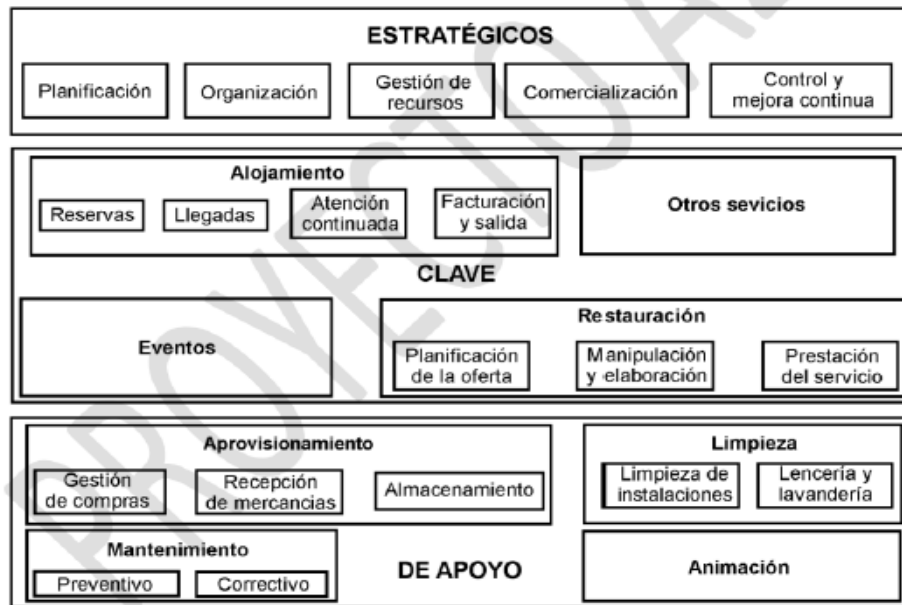 ESTRATÉGICOS
Planificación
Organización
Gestión de
recursos
Comercialización
Control y
mejora continua
Alojamiento
Reservas
Llegadas
Atención
continuada
Facturación
y salida
Otros sevicios
CLAVE
Eventos
Restauración
Planificación
de la oferta
Manipulación
y elaboración
Prestación
del servicio
Aprovisionamiento
Gestión
de compras
Recepción
de mercancias
Almacenamiento
Limpieza
Limpieza de
instalaciones
Lencería y
lavandería
Mantenimiento
Preventivo
Correctivo
DE APOYO
Animación
PROYECTO